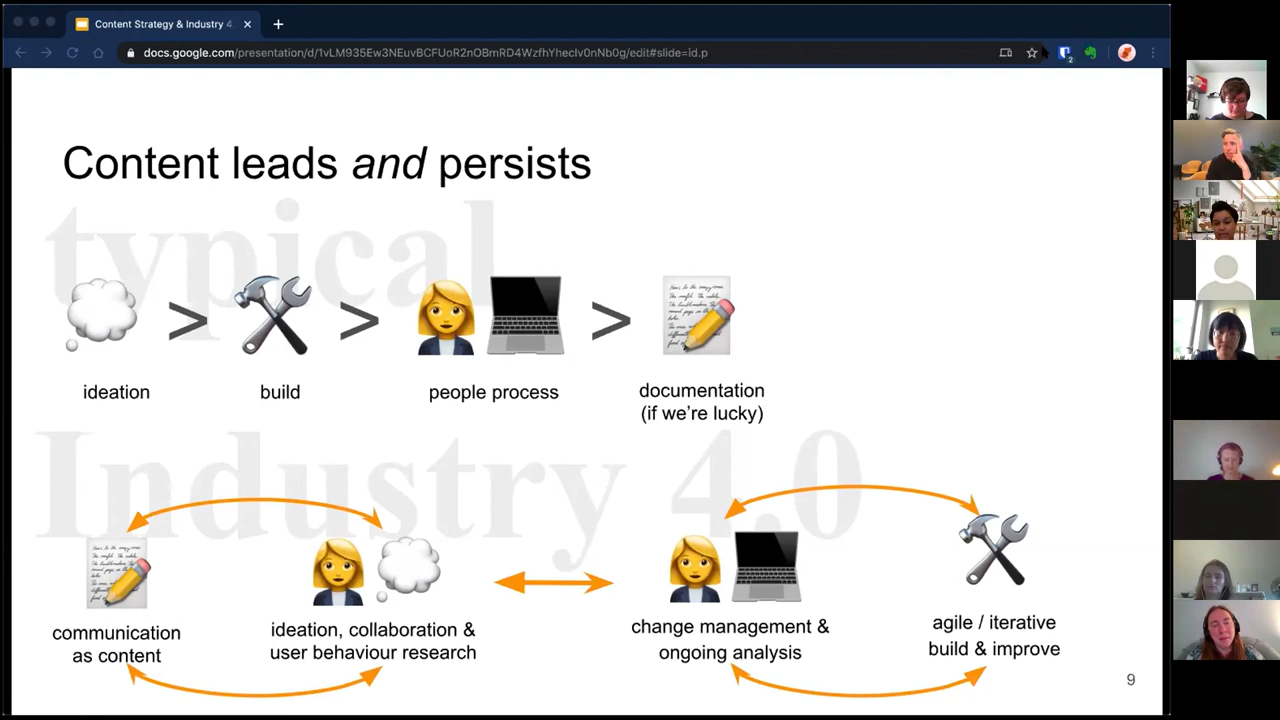 Content Strategy & Industry 4
docs.google.com/presentation/d/1vLM935Ew3NEuvBCFUoR2nOBmRD4WzfhYhecIv0nNb0g/edit#slide=id.p
2
Content leads and persists
typical
ideation
build
people process
documentation
(if we're lucky)
Industry 4.0
communication
as content
ideation, collaboration &
user behaviour research
change management &
ongoing analysis
agile / iterative
build & improve
9